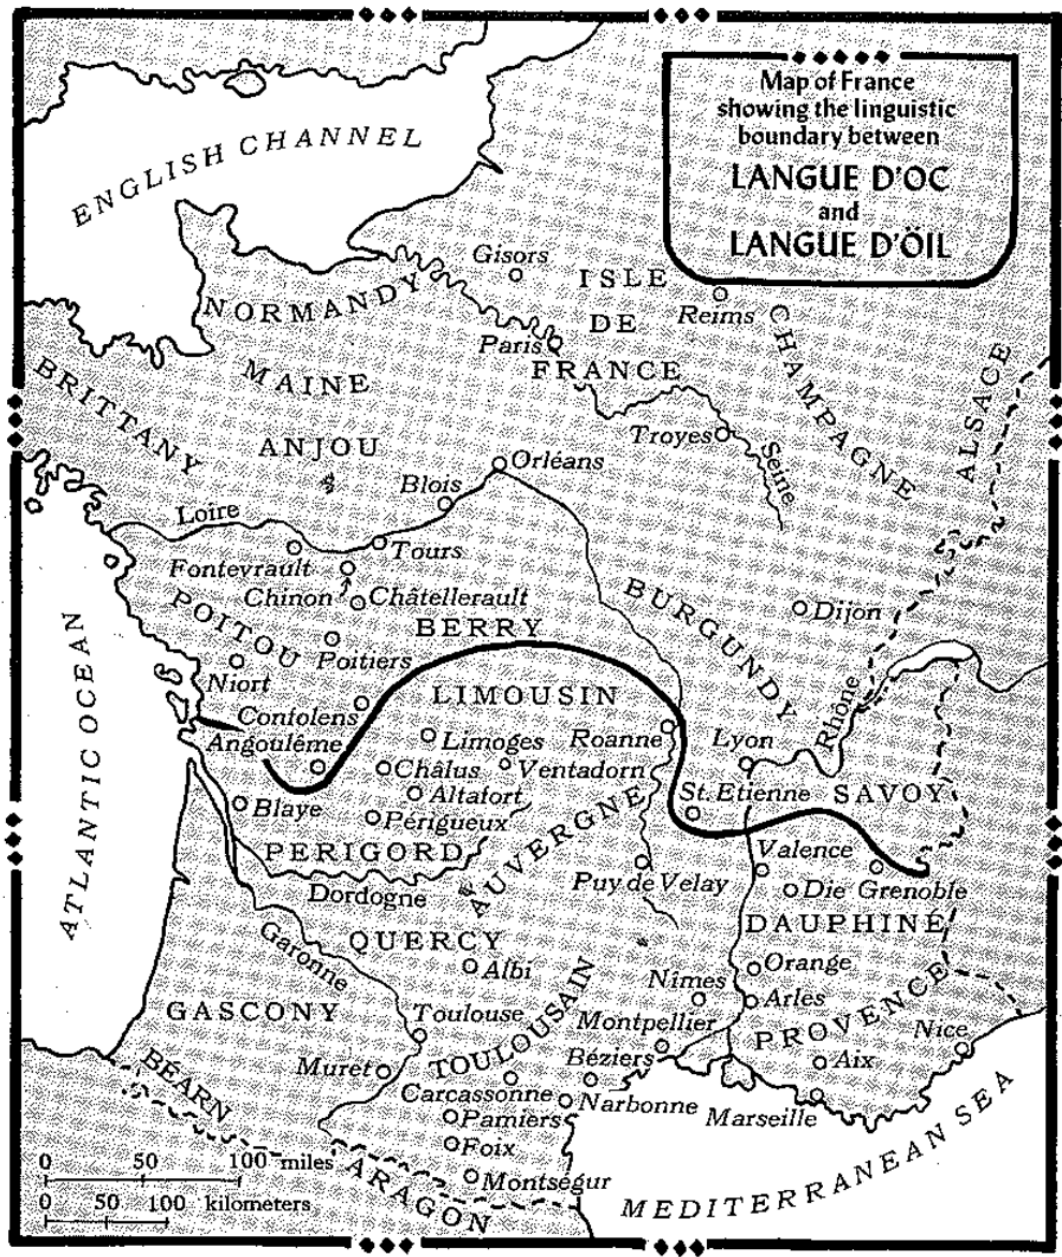 Map of France
showing the linguistic
boundary between
LANGUE D'OC
and
LANGUE D'ÖIL
ENGLISH CHANNEL
Gisors
ISLE
DE
FRANCE
Reims
NORMANDY
Paris
CHAMPAGNE
MAINE
BRITTANY
ALSACE
ANJOU
Troyes
Seine
Orléans
Blois
Loire
Tours
Fontevrault
Chinon
Châtellerault
POITOU
BERRY
BURGUNDY
Dijon
Poitiers
Niort
LIMOUSIN
Confolens
Angoulême
Limoges
Roanne
Lyon
Rhône
Châlus
Ventadorn
Altafort
St. Etienne
SAVOY
Blaye
Périgueux
AUVERGNE
PERIGORD
Valence
Puy de Velay
Die
Grenoble
Dordogne
DAUPHINÉ
ATLANTIC OCEAN
QUERCY
Garonne
Albi
Orange
Nîmes
Arles
GASCONY
Toulouse
TOULOUSAIN
Montpellier
PROVENCE
Nice
Béziers
Aix
BÉARN
Muret
Carcassonne
Narbonne
Marseille
Pamiers
Foix
Montségur
ARAGON
MEDITERRANEAN SEA
0 50 100 miles
0 50 100 kilometers